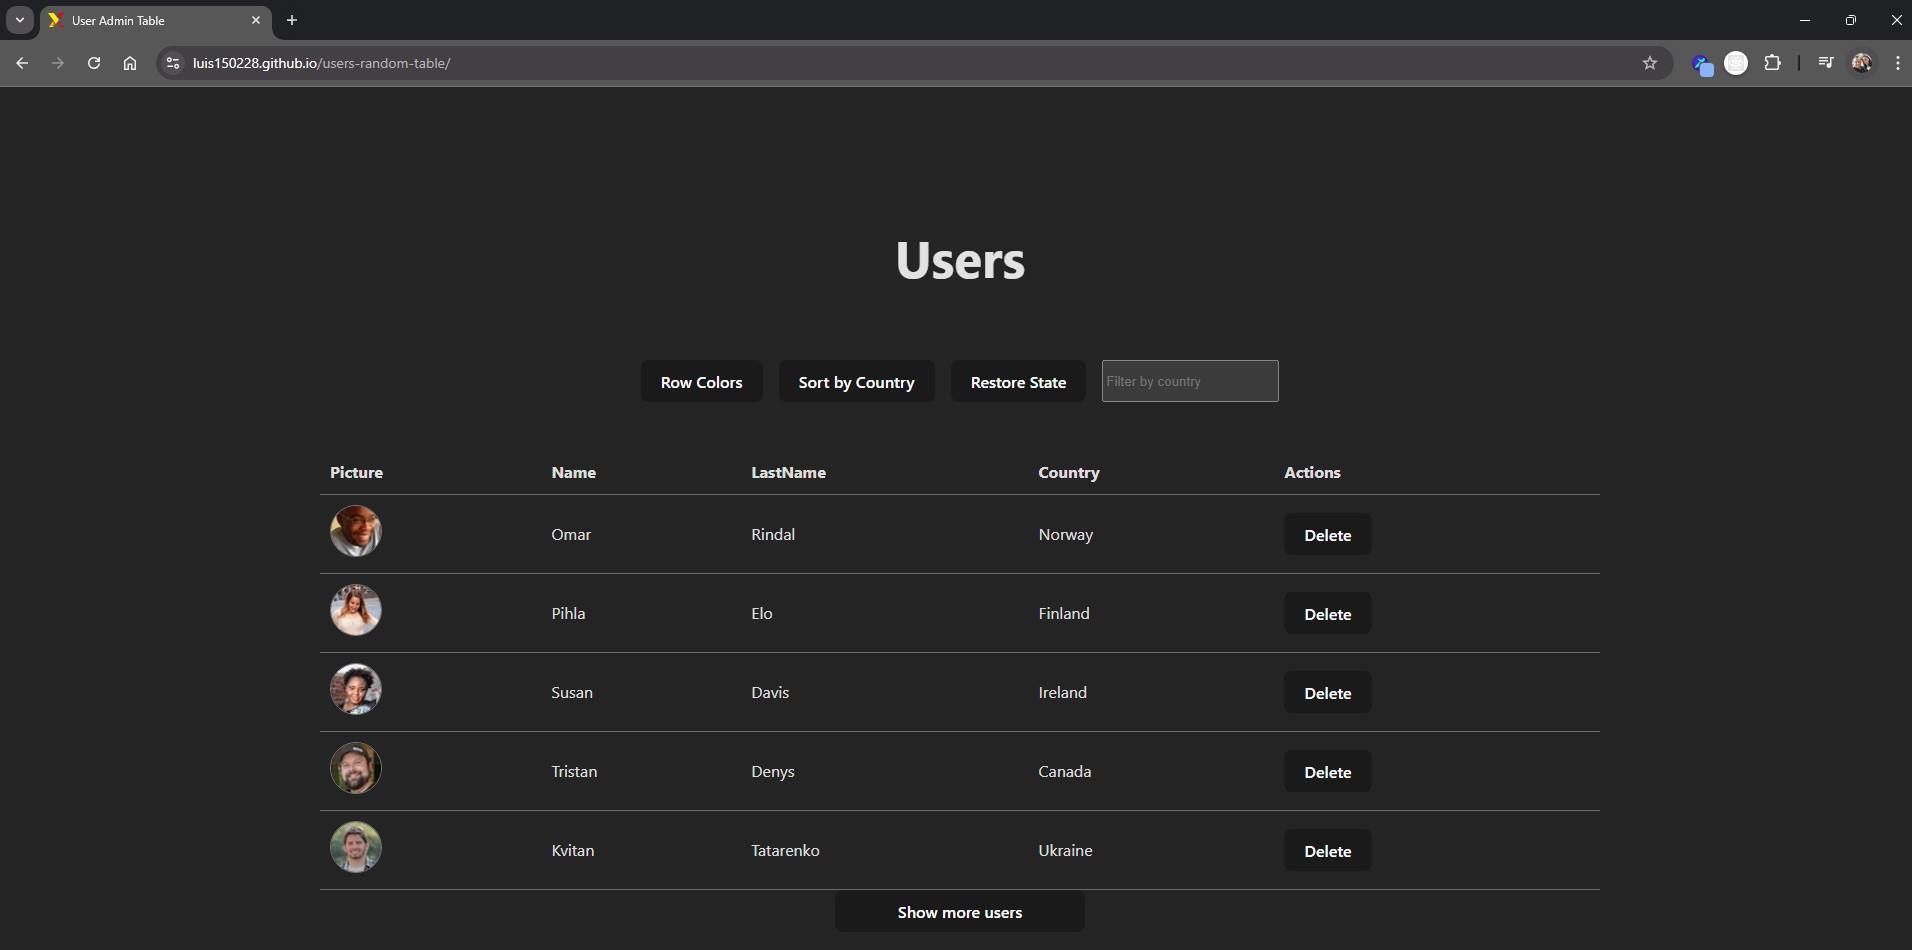 User Admin Table
luis150228.github.io/users-random-table/
Users
Row Colors Sort by Country Restore State Filter by country
Picture Name LastName Country Actions
Omar Rindal Norway Delete
Pihla Elo Finland Delete
Susan Davis Ireland Delete
Tristan Denys Canada Delete
Kvitan Tatarenko Ukraine Delete
Show more users